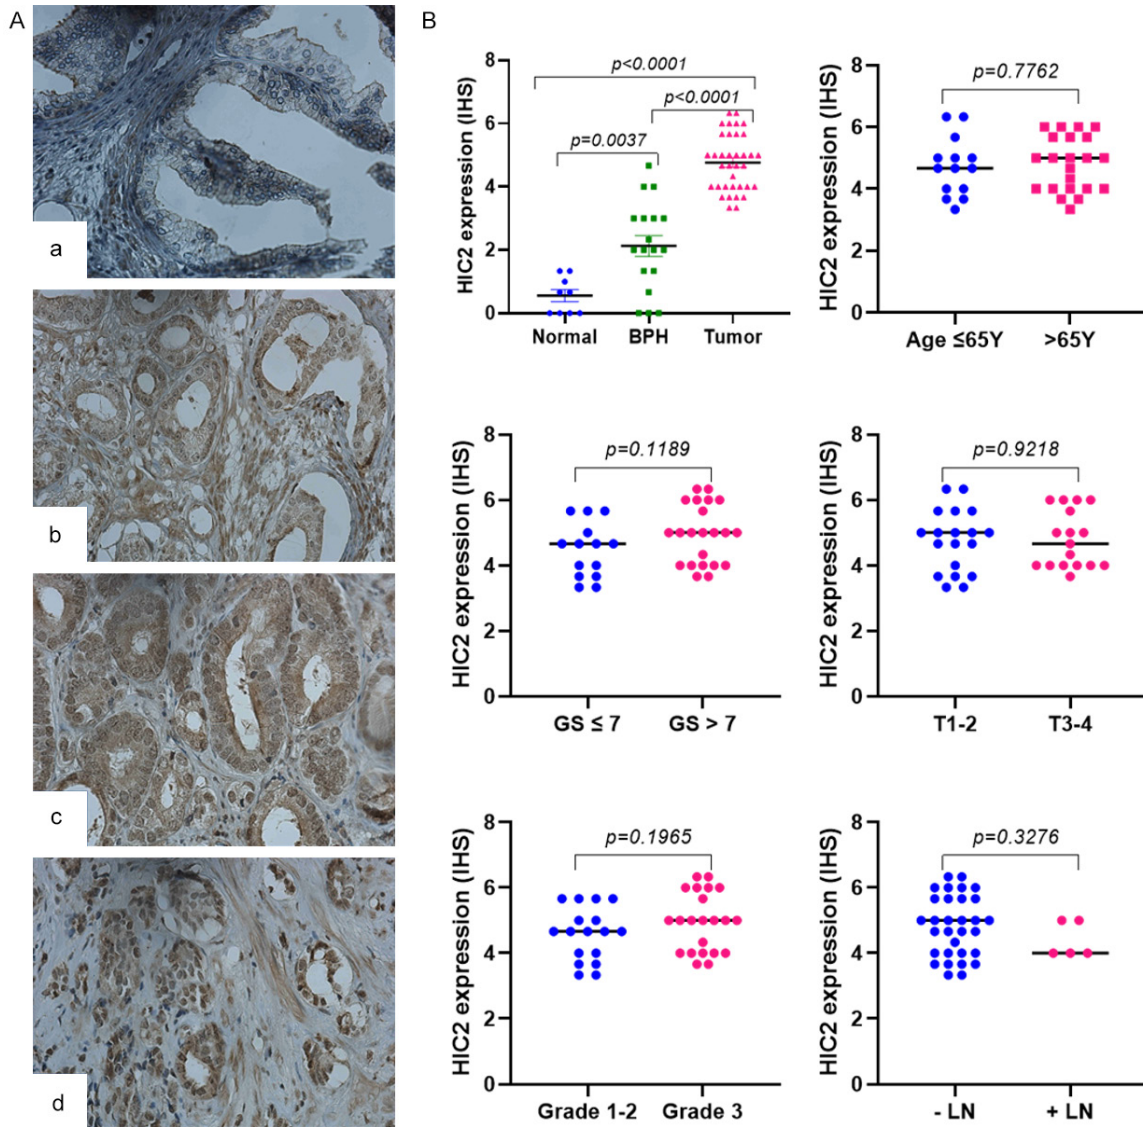 A
a
b
c
d
B
HIC2 expression (IHS)
8
6
4
2
0
p<0.0001
p<0.0001
p=0.0037
Normal BPH Tumor
HIC2 expression (IHS)
8
6
4
2
0
p=0.7762
Age ≤65Y >65Y
HIC2 expression (IHS)
8
6
4
2
0
p=0.1189
GS ≤ 7 GS > 7
HIC2 expression (IHS)
8
6
4
2
0
p=0.9218
T1-2 T3-4
HIC2 expression (IHS)
8
6
4
2
0
p=0.1965
Grade 1-2 Grade 3
HIC2 expression (IHS)
8
6
4
2
0
p=0.3276
- LN + LN